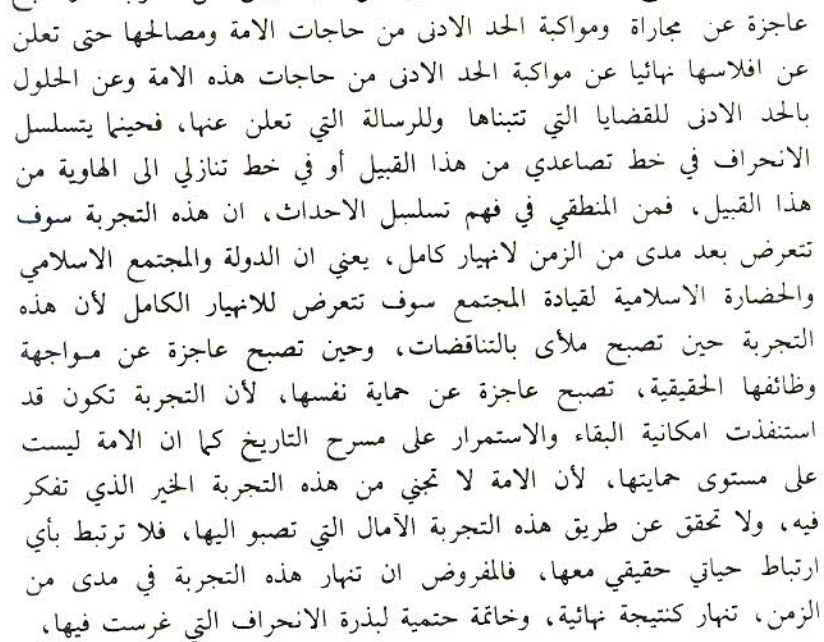 عاجزة عن مجاراة ومواكبة الحد الادنى من حاجات الامة ومصالحها حتى تعلن
عن افلاسها نهائيا عن مواكبة الحد الادنى من حاجات هذه الامة وعن الحلول
بالحد الادنى للقضايا التي تتبناها وللرسالة التي تعلن عنها، فحينما يتسلسل
الانحراف في خط تصاعدي من هذا القبيل أو في خط تنازلي الى الهاوية من
هذا القبيل، فمن المنطقي في فهم تسلسل الاحداث، ان هذه التجربة سوف
تتعرض بعد مدى من الزمن لانهيار كامل، يعني ان الدولة والمجتمع الاسلامي
والحضارة الاسلامية لقيادة المجتمع سوف تتعرض للانهيار الكامل لأن هذه
التجربة حين تصبح ملأى بالتناقضات، وحين تصبح عاجزة عن مواجهة
وظائفها الحقيقية، تصبح عاجزة عن حماية نفسها، لأن التجربة تكون قد
استنفذت امكانية البقاء والاستمرار على مسرح التاريخ كما ان الامة ليست
على مستوى حمايتها، لأن الامة لا تجني من هذه التجربة الخير الذي تفكر
فيه، ولا تحقق عن طريق هذه التجربة الآمال التي تصبو اليها، فلا ترتبط بأي
ارتباط حياتي حقيقي معها، فالمفروض ان تنهار هذه التجربة في مدى من
الزمن، تنهار كنتيجة نهائية، وخاتمة حتمية لبذرة الانحراف التي غرست فيها،